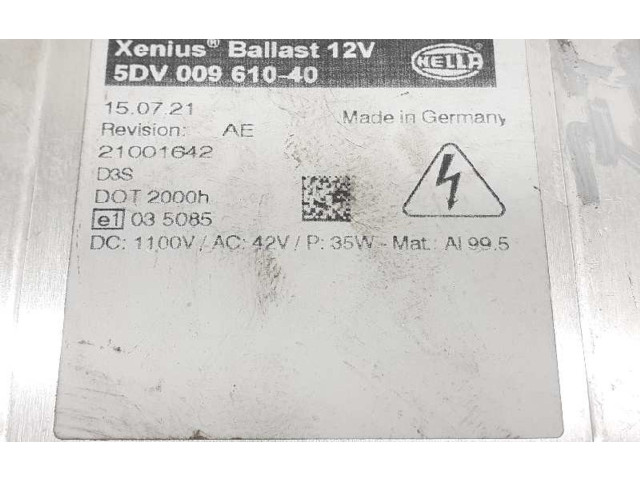 Xenius® Ballast 12V
5DV 009 610-40
HELLA
15.07.21
Made in Germany
Revision: AE
21001642
D3S
DOT 2000h
e1 03 5085
DC: 1100V / AC: 42V / P: 35W - Mat.: Al 99.5